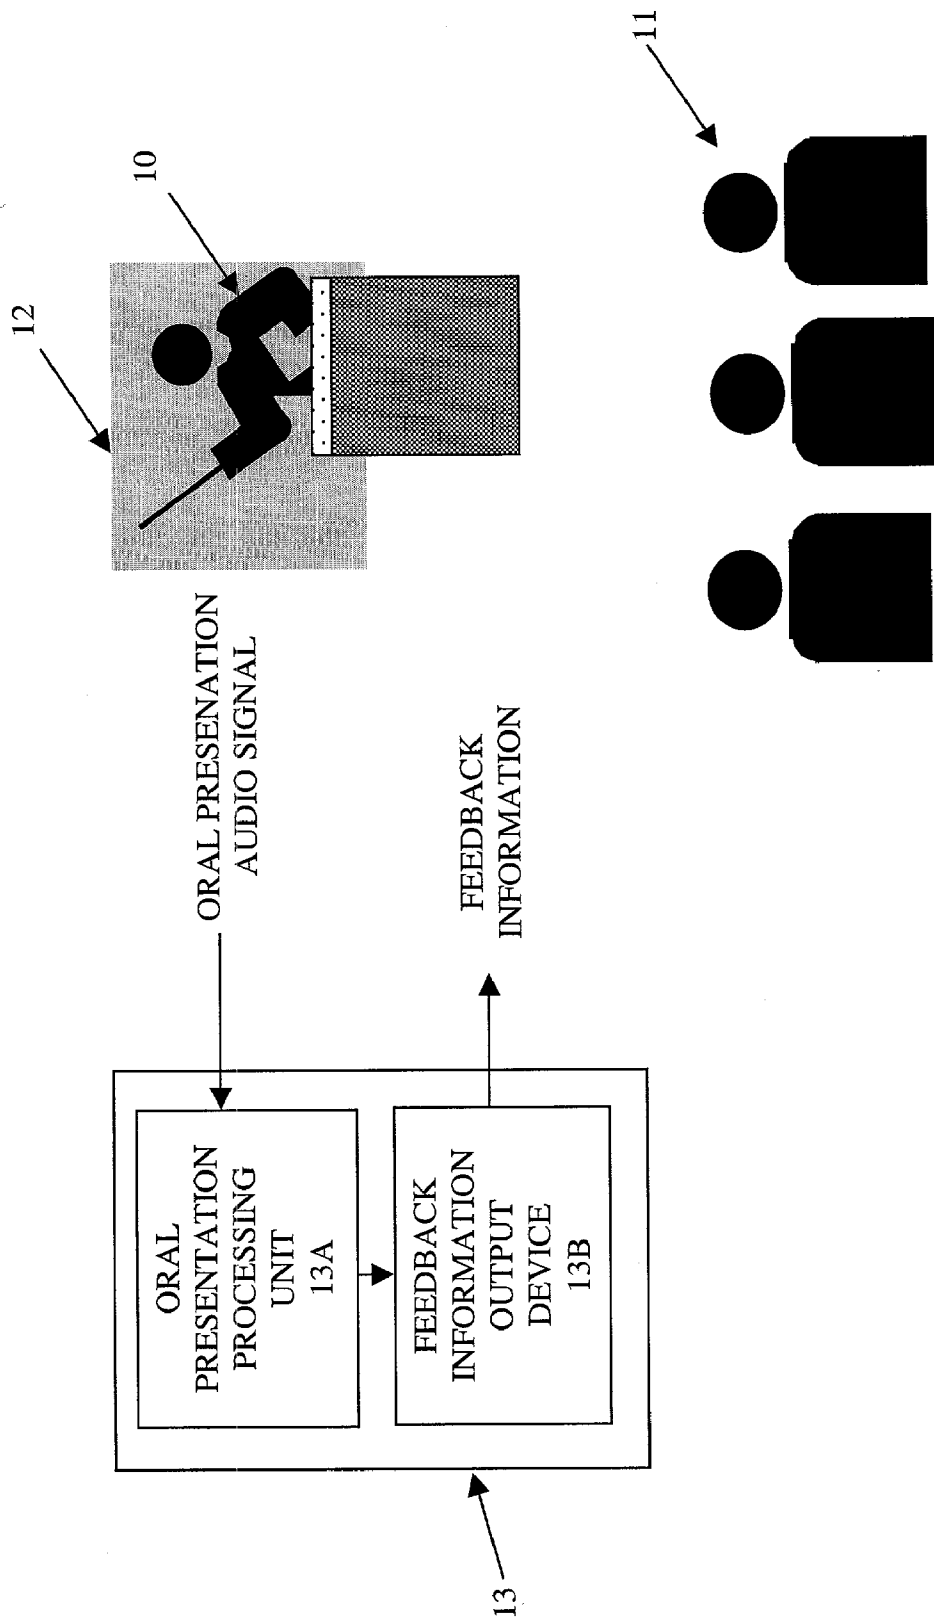 12
10
11
ORAL PRESENATION
AUDIO SIGNAL
FEEDBACK
INFORMATION
ORAL
PRESENTATION
PROCESSING
UNIT
13A
FEEDBACK
INFORMATION
OUTPUT
DEVICE
13B
13